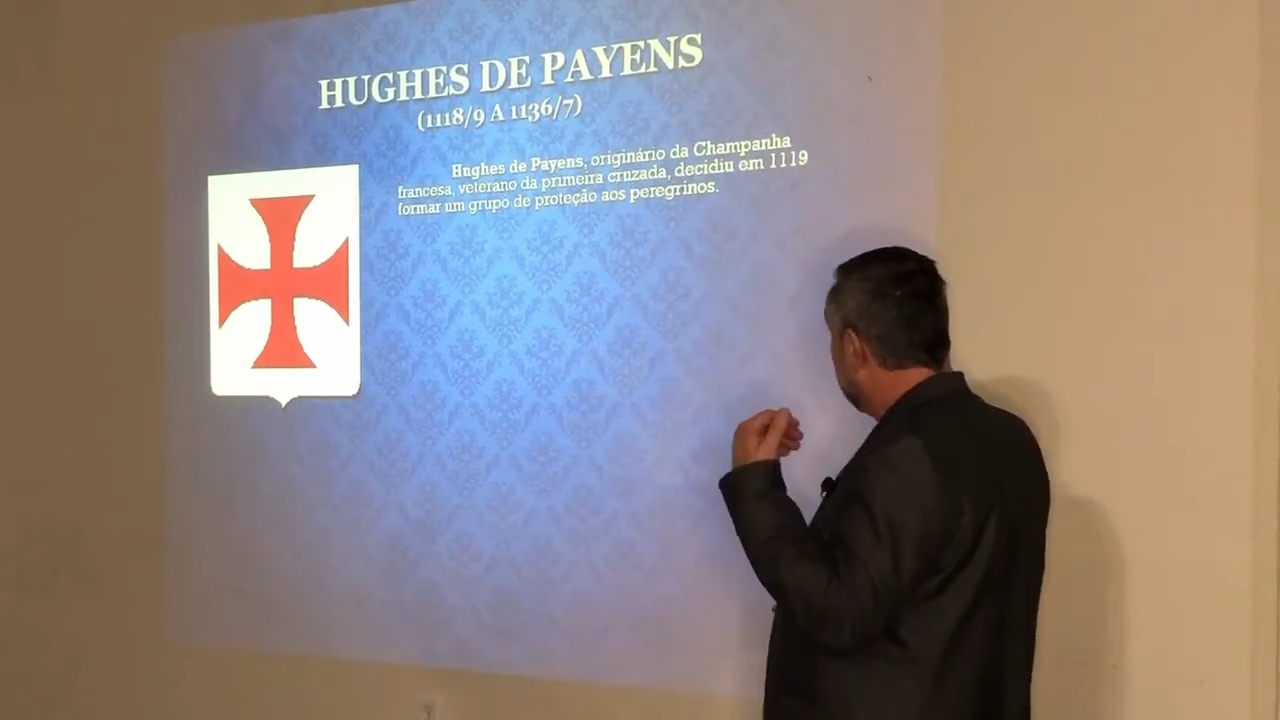 HUGHES DE PAYENS
(1118/9 A 1136/7)
Hughes de Payens, originário da Champanha
francesa, veterano da primeira cruzada, decidiu em 1119
formar um grupo de proteção aos peregrinos.